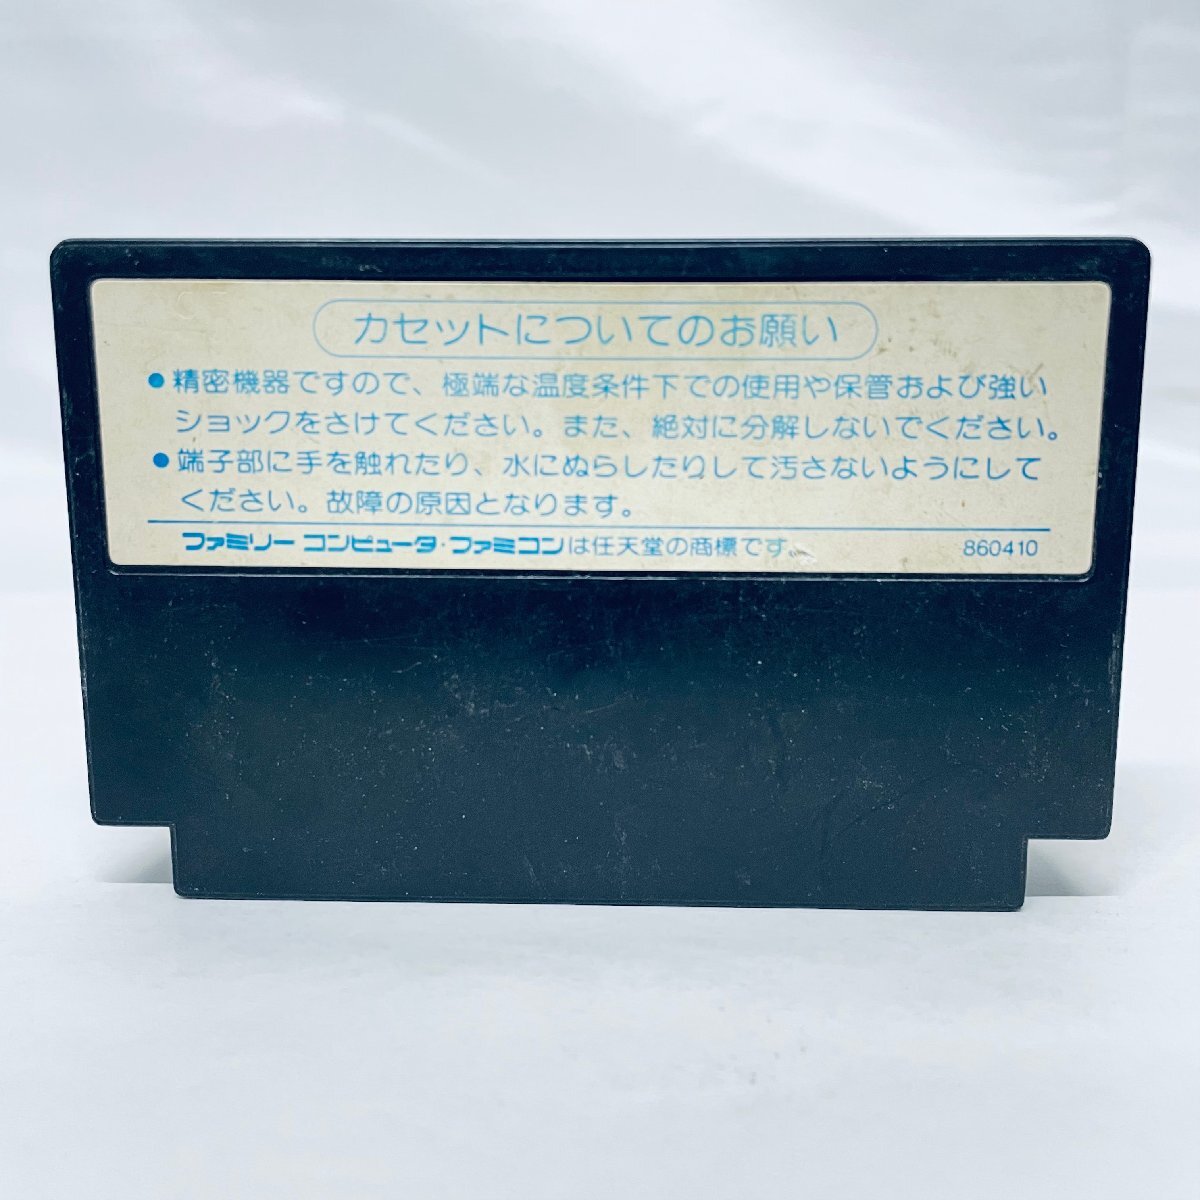 カセットについてのお願い
●精密機器ですので、極端な温度条件下での使用や保管および強い
ショックをさけてください。また、絶対に分解しないでください。
●端子部に手を触れたり、水にぬらしたりして汚さないようにして
ください。故障の原因となります。
ファミリー コンピュータ・ファミコンは任天堂の商標です。 860410